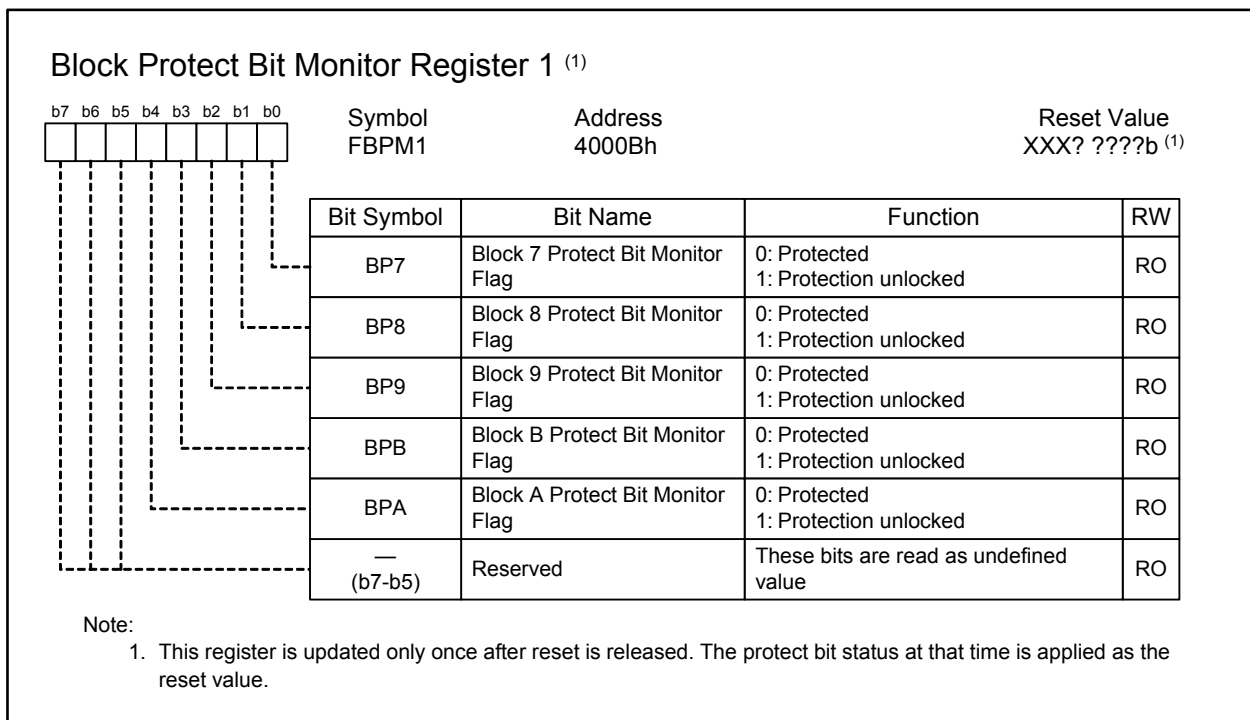 Block Protect Bit Monitor Register 1 (1)
b7 b6 b5 b4 b3 b2 b1 b0
Symbol Address Reset Value
FBPM1 4000Bh XXX? ????b (1)
Bit Symbol Bit Name Function RW
BP7 Block 7 Protect Bit Monitor Flag 0: Protected
1: Protection unlocked RO
BP8 Block 8 Protect Bit Monitor Flag 0: Protected
1: Protection unlocked RO
BP9 Block 9 Protect Bit Monitor Flag 0: Protected
1: Protection unlocked RO
BPB Block B Protect Bit Monitor Flag 0: Protected
1: Protection unlocked RO
BPA Block A Protect Bit Monitor Flag 0: Protected
1: Protection unlocked RO
—
(b7-b5) Reserved These bits are read as undefined
value RO
Note:
1. This register is updated only once after reset is released. The protect bit status at that time is applied as the
reset value.